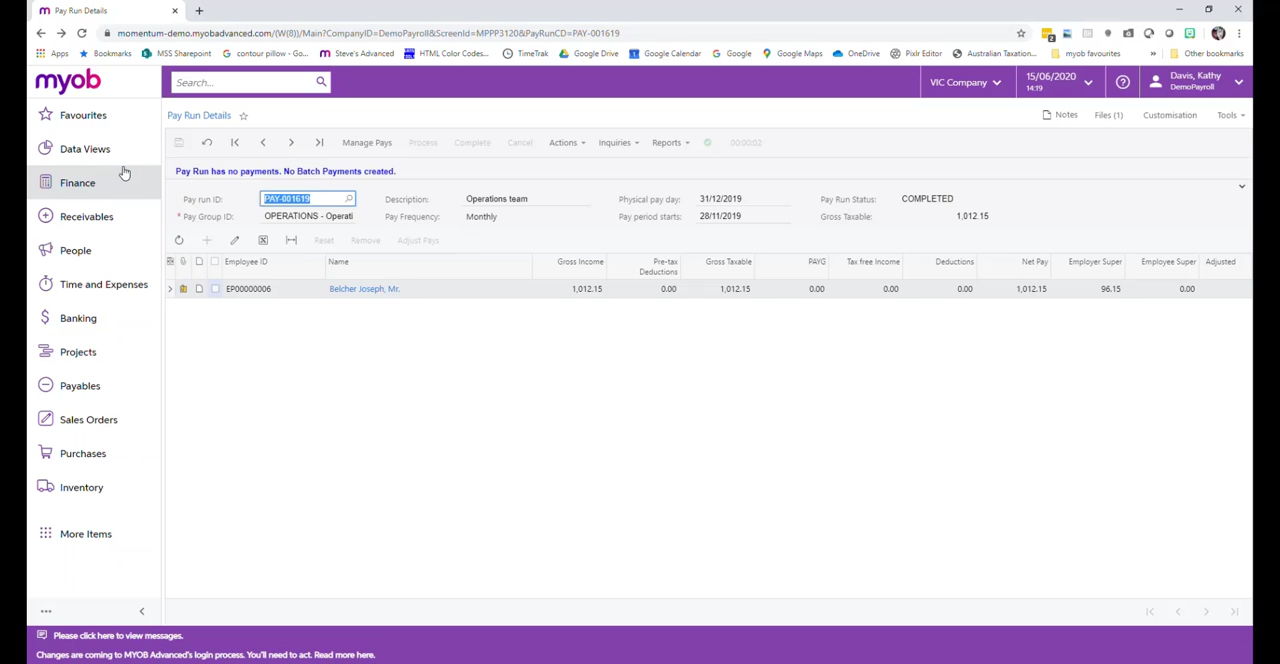 Pay Run Details
momentum-demo.myobadvanced.com/(W(8))/Main?CompanyID=DemoPayroll&ScreenId=MPPP3120&PayRunCD=PAY-001619
Apps Bookmarks MSS Sharepoint contour pillow - Go... Steve's Advanced HTML Color Codes... TimeTrak Google Drive Google Calendar Google Google Maps OneDrive Pixlr Editor Australian Taxation... myob favourites » Other bookmarks
myob
Search...
VIC Company
15/06/2020
14:19
Davis, Kathy
DemoPayroll
Favourites
Data Views
Finance
Receivables
People
Time and Expenses
Banking
Projects
Payables
Sales Orders
Purchases
Inventory
More Items
Pay Run Details
Notes Files (1) Customisation Tools
Manage Pays Process Complete Cancel Actions Inquiries Reports 00:00:02
Pay Run has no payments. No Batch Payments created.
Pay run ID: PAY-001619 Description: Operations team Physical pay day: 31/12/2019 Pay Run Status: COMPLETED
* Pay Group ID: OPERATIONS - Operati Pay Frequency: Monthly Pay period starts: 28/11/2019 Gross Taxable: 1,012.15
Reset Remove Adjust Pays
Employee ID Name Gross Income Pre-tax Deductions Gross Taxable PAYG Tax free Income Deductions Net Pay Employer Super Employee Super Adjusted
EP00000006 Belcher Joseph, Mr. 1,012.15 0.00 1,012.15 0.00 0.00 0.00 1,012.15 96.15 0.00
Please click here to view messages.
Changes are coming to MYOB Advanced's login process. You'll need to act. Read more here.